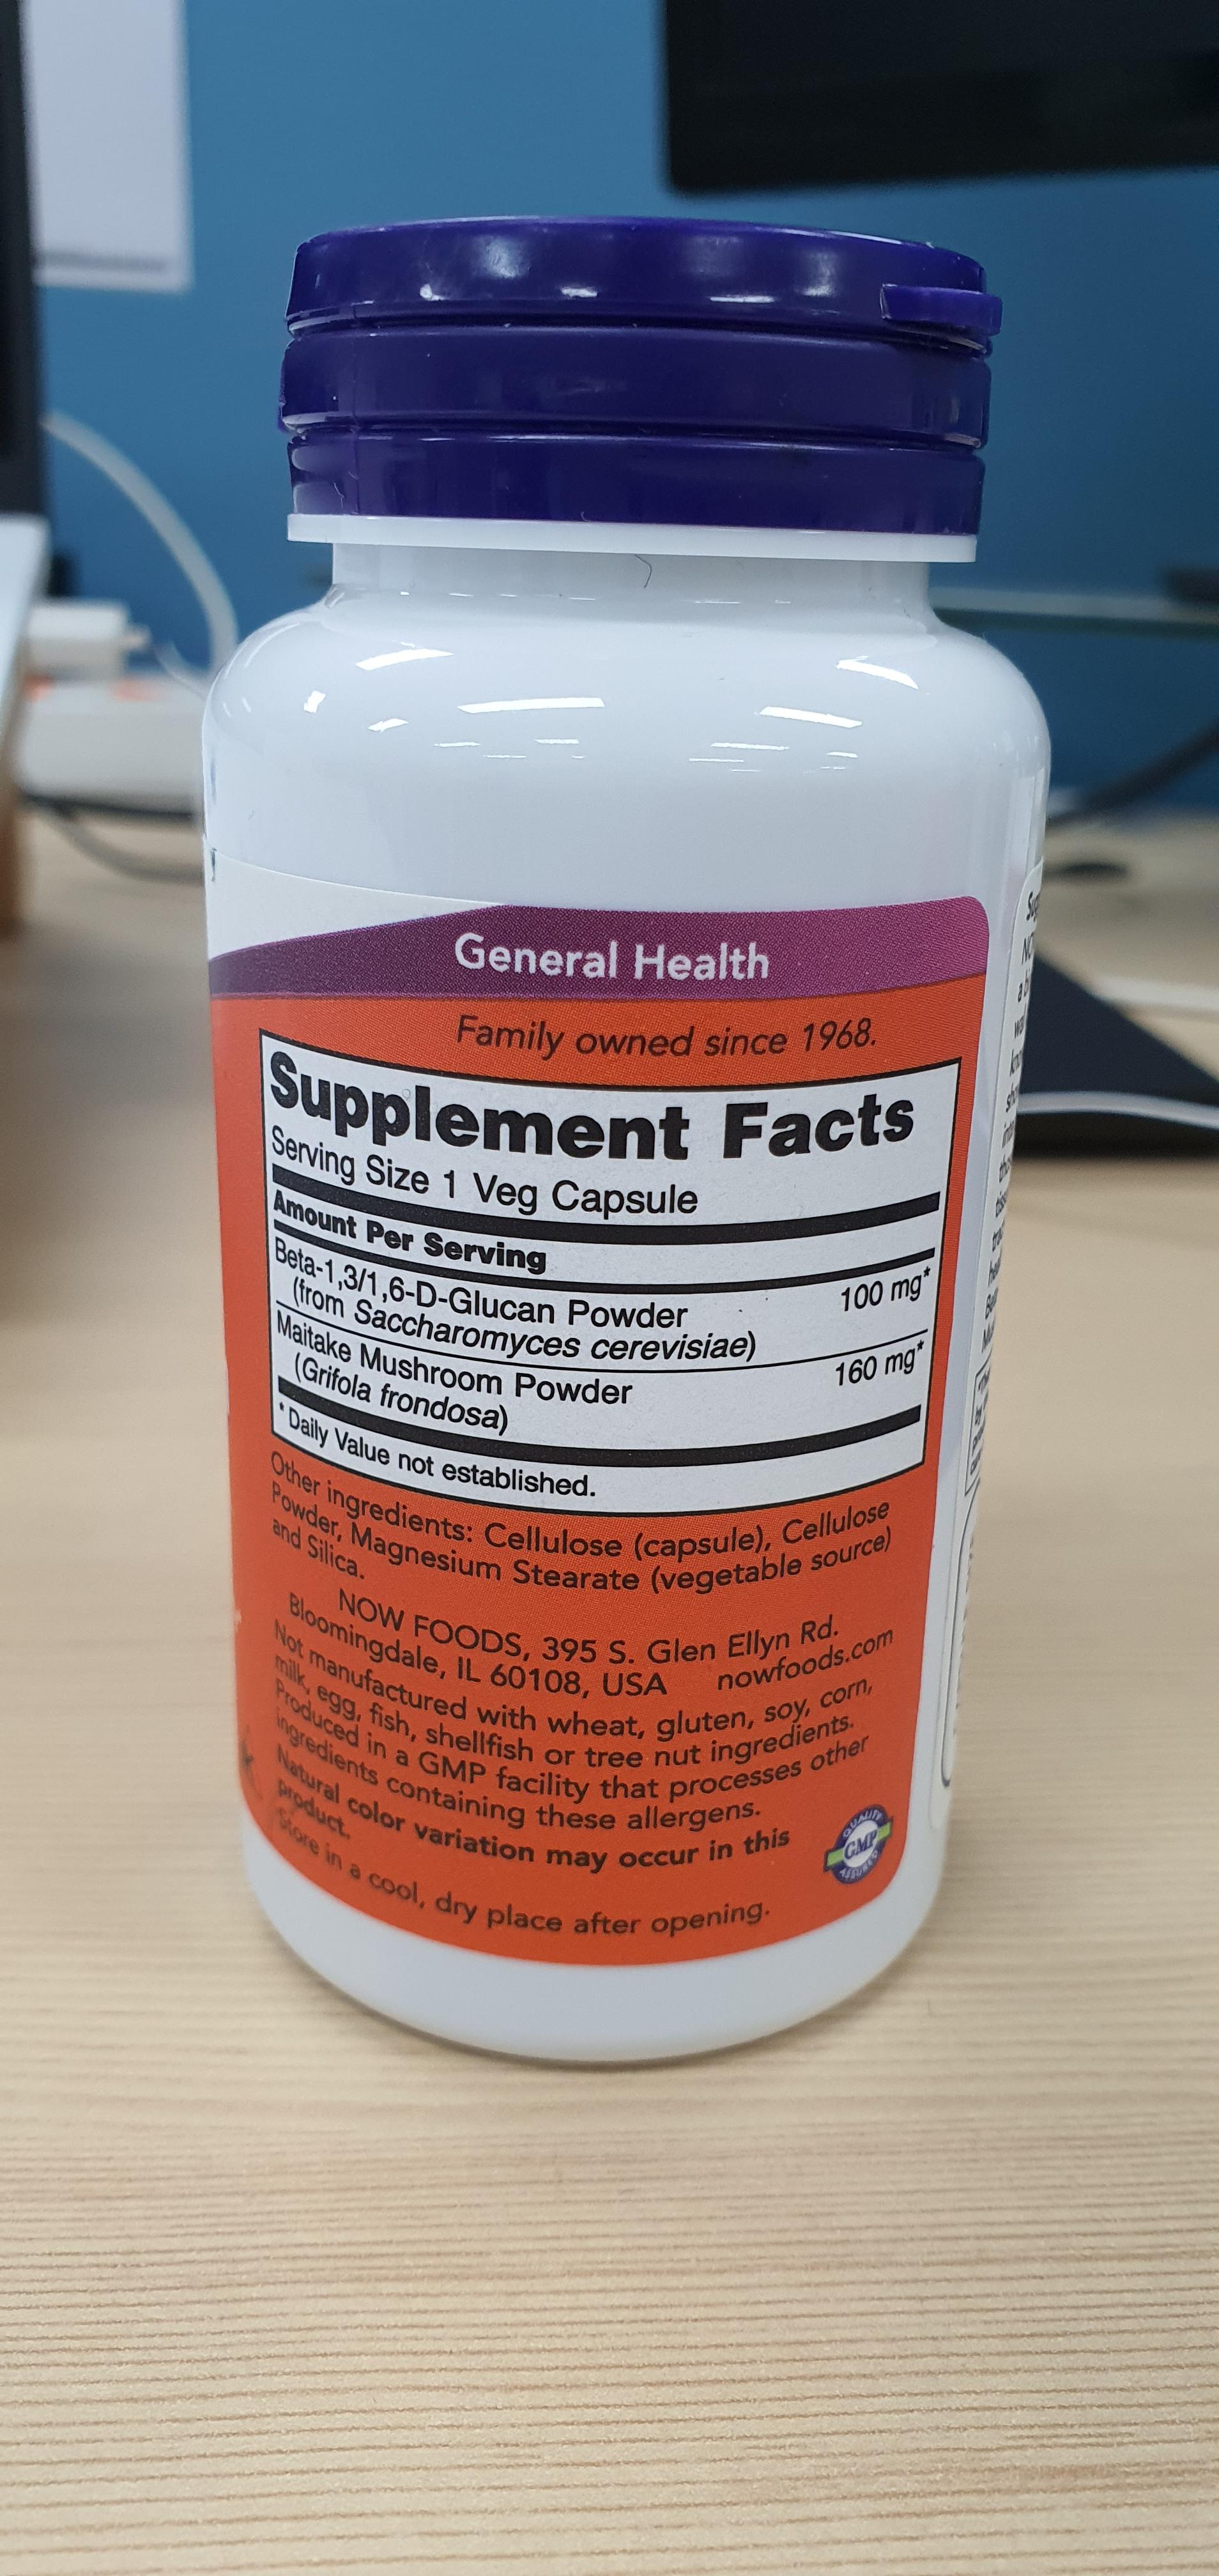 General Health
Family owned since 1968.
Supplement Facts
Serving Size 1 Veg Capsule
Amount Per Serving
Beta-1,3/1,6-D-Glucan Powder 100 mg*
(from Saccharomyces cerevisiae)
Maitake Mushroom Powder 160 mg*
(Grifola frondosa)
* Daily Value not established.
Other ingredients: Cellulose (capsule), Cellulose
Powder, Magnesium Stearate (vegetable source)
and Silica.
NOW FOODS, 395 S. Glen Ellyn Rd.
Bloomingdale, IL 60108, USA nowfoods.com
Not manufactured with wheat, gluten, soy, corn,
milk, egg, fish, shellfish or tree nut ingredients.
Produced in a GMP facility that processes other
ingredients containing these allergens.
Natural color variation may occur in this
product.
Store in a cool, dry place after opening.
QUALITY
GMP
ASSURED